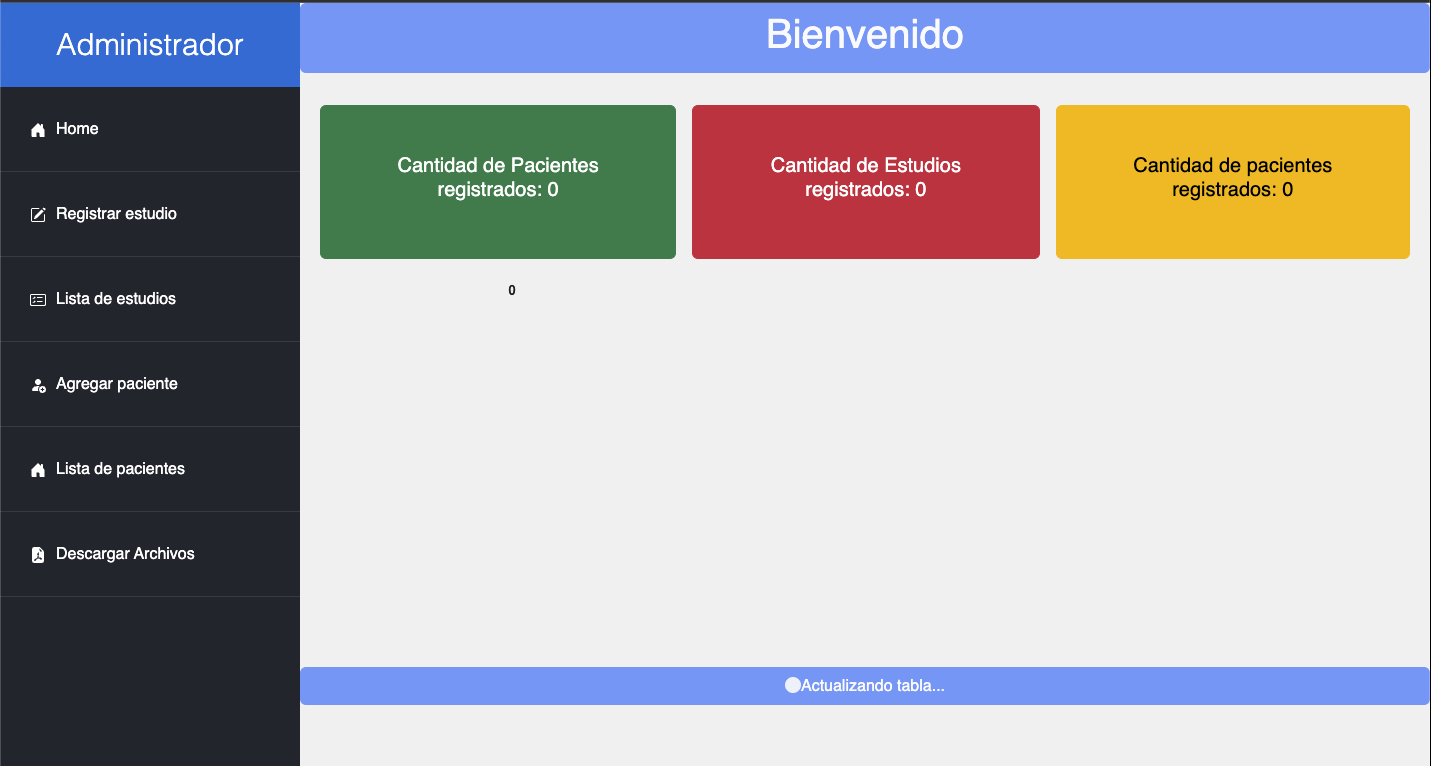 Administrador
Bienvenido
Home
Registrar estudio
Lista de estudios
Agregar paciente
Lista de pacientes
Descargar Archivos
Cantidad de Pacientes
registrados: 0
Cantidad de Estudios
registrados: 0
Cantidad de pacientes
registrados: 0
0
Actualizando tabla...